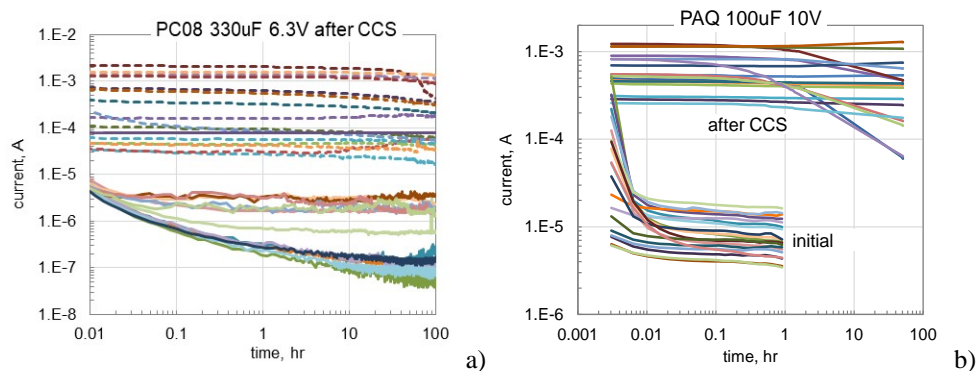 PC08 330uF 6.3V after CCS
1.E-2
1.E-3
1.E-4
1.E-5
1.E-6
1.E-7
1.E-8
current, A
0.01 0.1 1 10 100
time, hr
a)
PAQ 100uF 10V
1.E-3
1.E-4
1.E-5
1.E-6
current, A
after CCS
initial
0.001 0.01 0.1 1 10 100
time, hr
b)